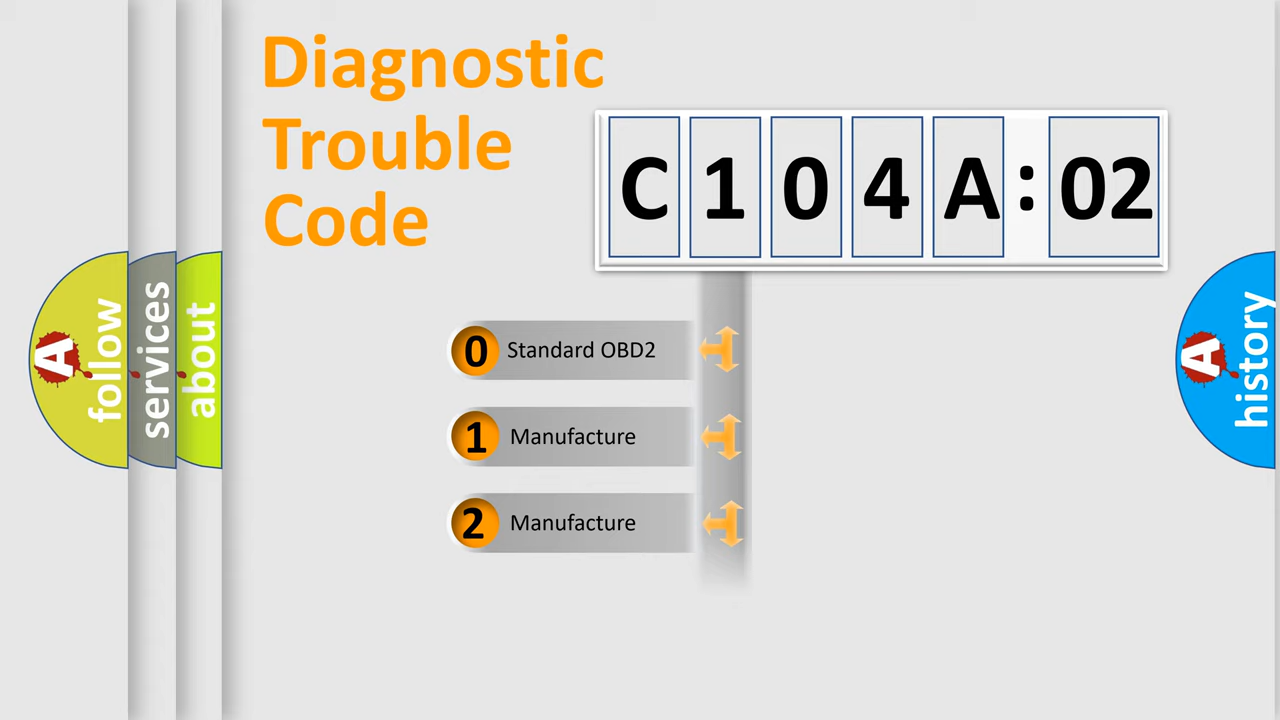 Diagnostic
Trouble
Code
C 1 0 4 A : 02
0 Standard OBD2
1 Manufacture
2 Manufacture
A follow
services
about
A history